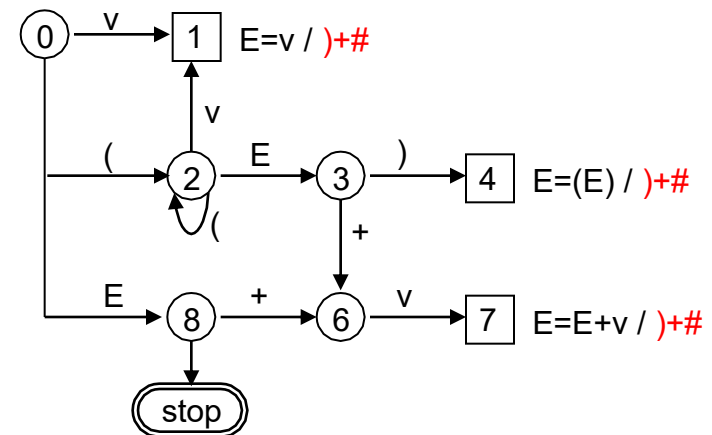 v
0 1 E=v / )+#
v
( E )
2 3 4 E=(E) / )+#
( +
E + v
8 6 7 E=E+v / )+#
stop